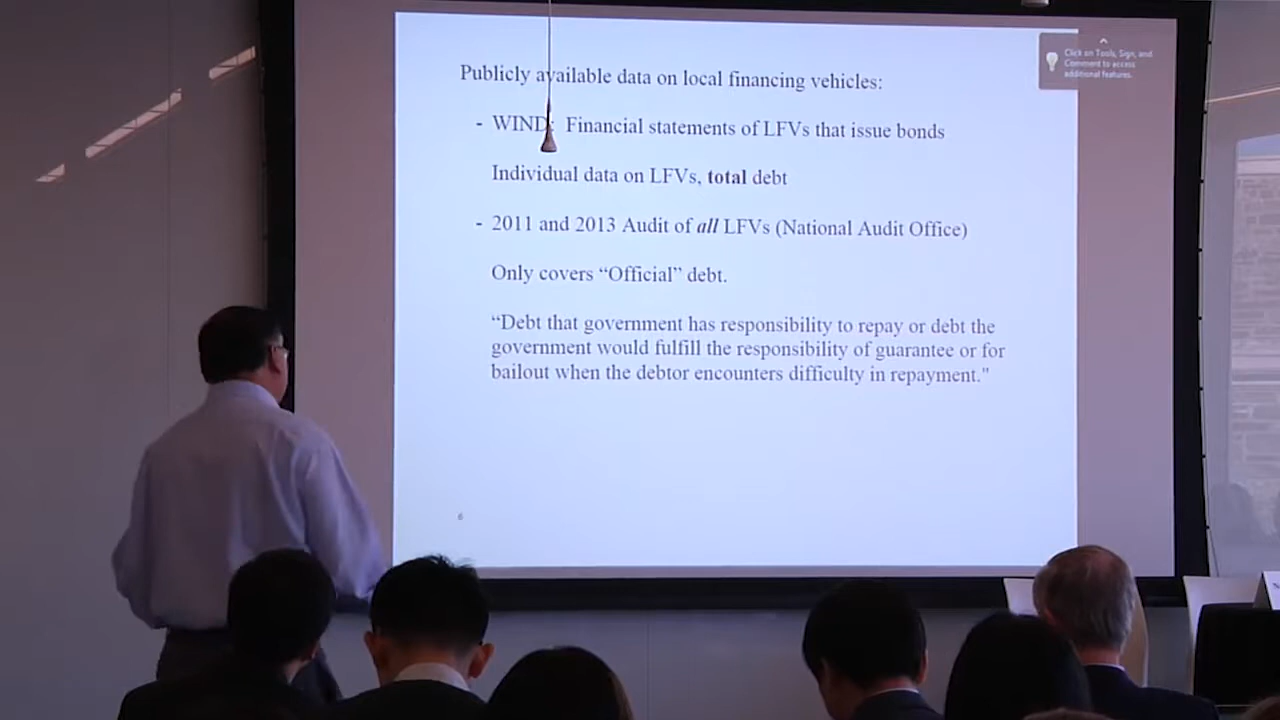 Click on Tools, Sign, and
Comment to access
additional features.
Publicly available data on local financing vehicles:
- WIND: Financial statements of LFVs that issue bonds
Individual data on LFVs, total debt
- 2011 and 2013 Audit of all LFVs (National Audit Office)
Only covers “Official” debt.
“Debt that government has responsibility to repay or debt the
government would fulfill the responsibility of guarantee or for
bailout when the debtor encounters difficulty in repayment."
6